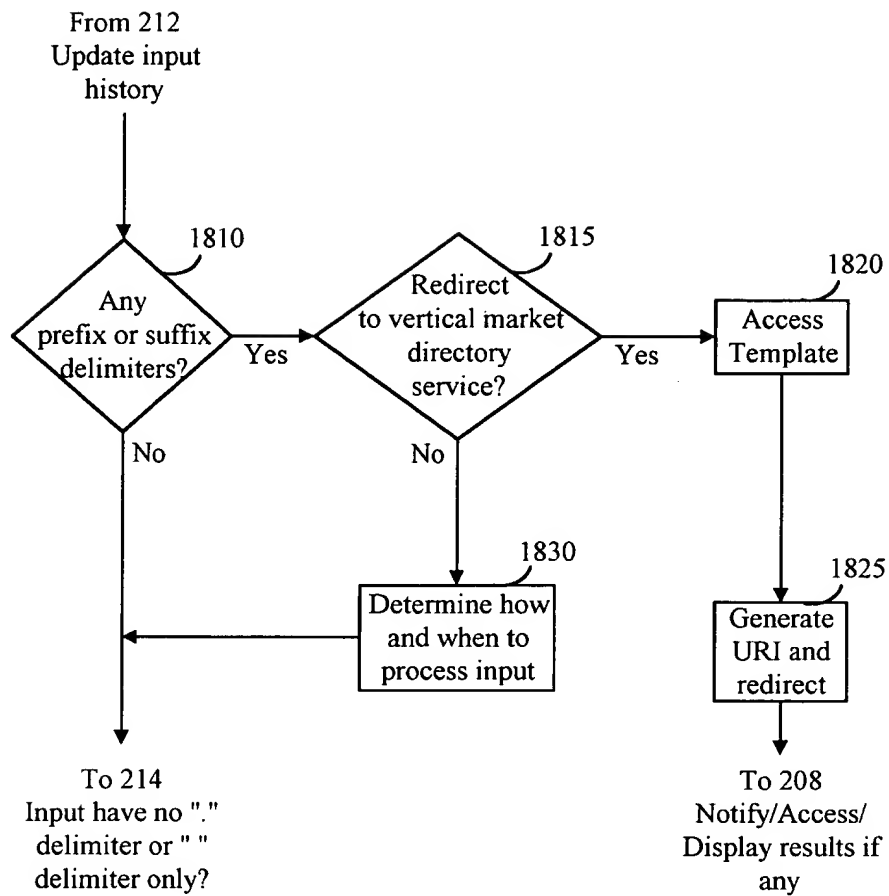 From 212
Update input
history
1810
Any
prefix or suffix
delimiters?
Yes
No
1815
Redirect
to vertical market
directory
service?
Yes
No
1820
Access
Template
1830
Determine how
and when to
process input
1825
Generate
URI and
redirect
To 214
Input have no "."
delimiter or " "
delimiter only?
To 208
Notify/Access/
Display results if
any